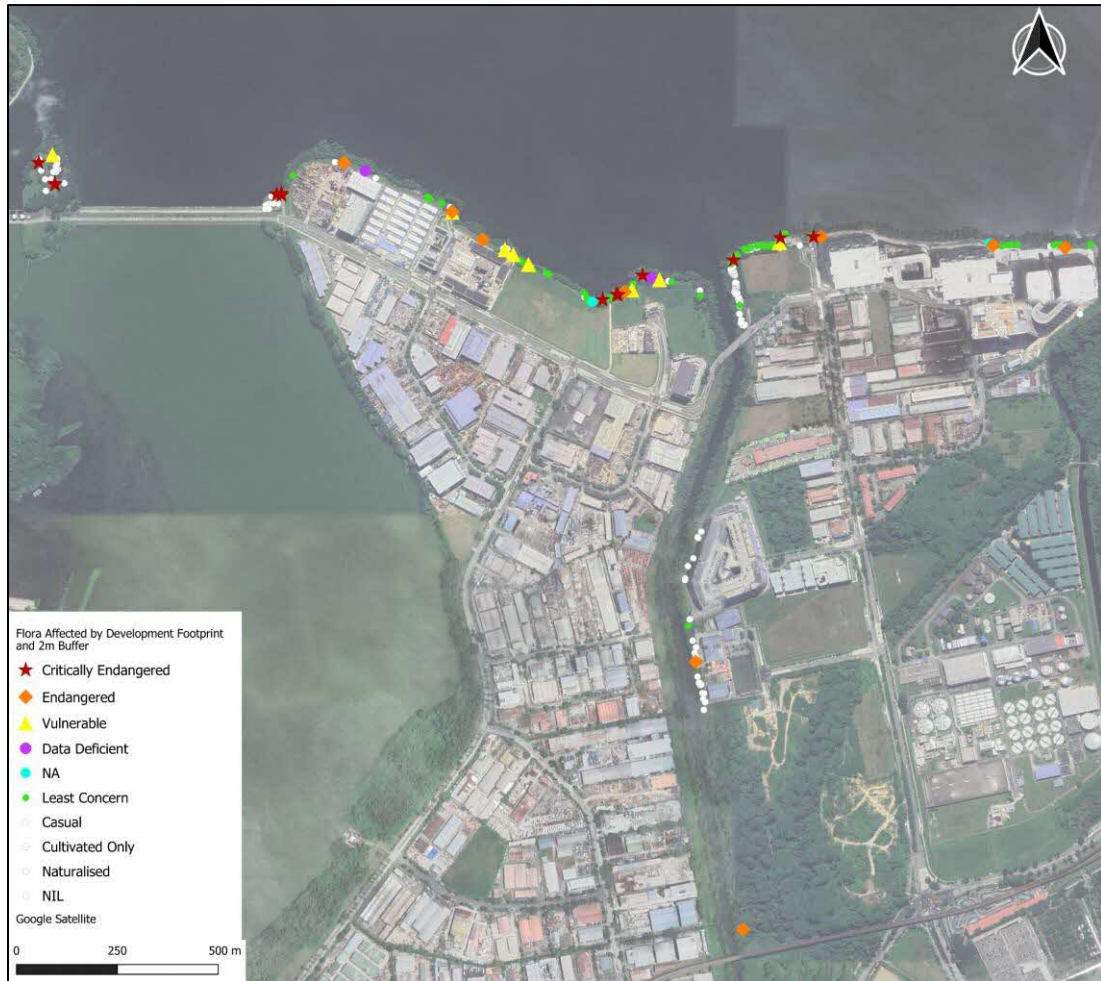 Flora Affected by Development Footprint
and 2m Buffer
Critically Endangered
Endangered
Vulnerable
Data Deficient
NA
Least Concern
Casual
Cultivated Only
Naturalised
NIL
Google Satellite
0 250 500 m